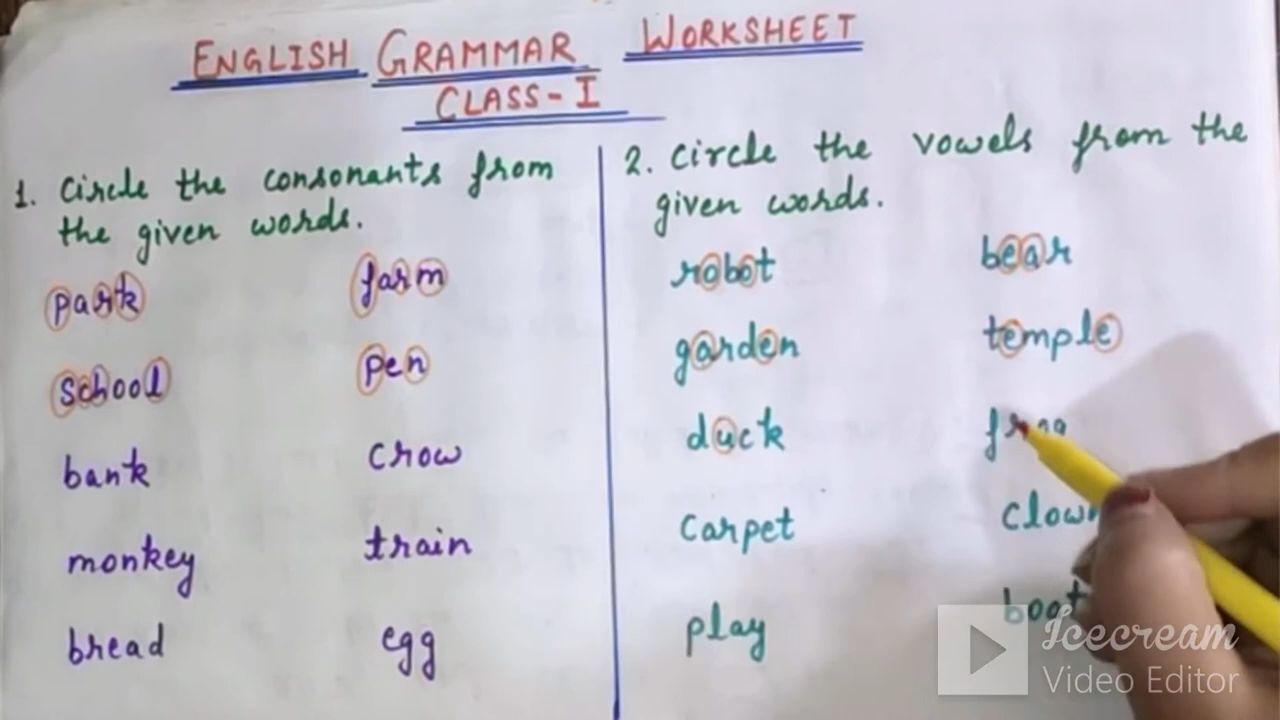 ENGLISH GRAMMAR WORKSHEET
CLASS-I
1. Circle the consonants from
the given words.
park farm
school pen
bank crow
monkey train
bread egg
2. Circle the vowels from the
given words.
robot bear
garden temple
duck
carpet clown
play
Icecream
Video Editor